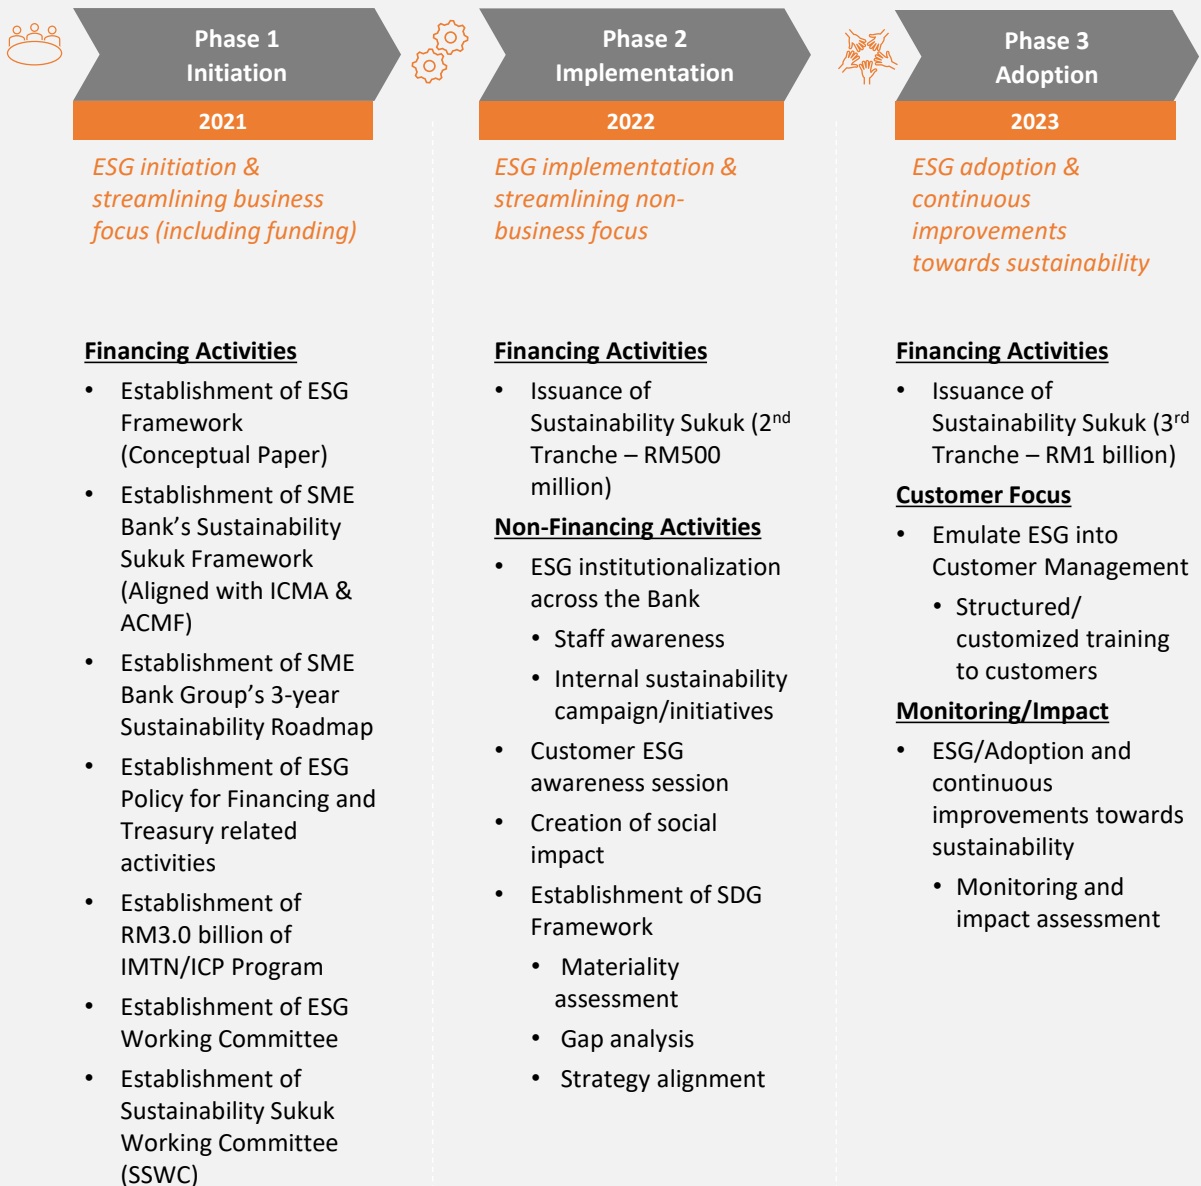 Phase 1
Initiation
2021
ESG initiation &
streamlining business
focus (including funding)
Financing Activities
• Establishment of ESG
Framework
(Conceptual Paper)
• Establishment of SME
Bank’s Sustainability
Sukuk Framework
(Aligned with ICMA &
ACMF)
• Establishment of SME
Bank Group’s 3-year
Sustainability Roadmap
• Establishment of ESG
Policy for Financing and
Treasury related
activities
• Establishment of
RM3.0 billion of
IMTN/ICP Program
• Establishment of ESG
Working Committee
• Establishment of
Sustainability Sukuk
Working Committee
(SSWC)
Phase 2
Implementation
2022
ESG implementation &
streamlining non-
business focus
Financing Activities
• Issuance of
Sustainability Sukuk (2nd
Tranche – RM500
million)
Non-Financing Activities
• ESG institutionalization
across the Bank
• Staff awareness
• Internal sustainability
campaign/initiatives
• Customer ESG
awareness session
• Creation of social
impact
• Establishment of SDG
Framework
• Materiality
assessment
• Gap analysis
• Strategy alignment
Phase 3
Adoption
2023
ESG adoption &
continuous
improvements
towards sustainability
Financing Activities
• Issuance of
Sustainability Sukuk (3rd
Tranche – RM1 billion)
Customer Focus
• Emulate ESG into
Customer Management
• Structured/
customized training
to customers
Monitoring/Impact
• ESG/Adoption and
continuous
improvements towards
sustainability
• Monitoring and
impact assessment